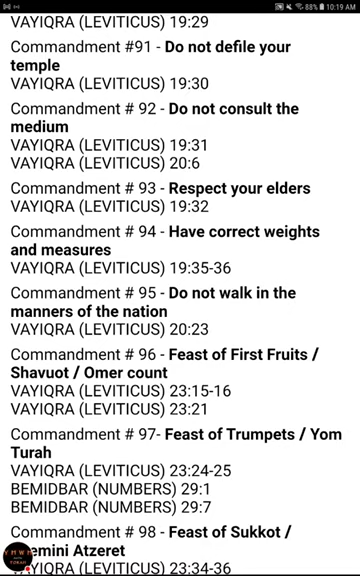 88% 10:19 AM
VAYIQRA (LEVITICUS) 19:29
Commandment #91 - Do not defile your
temple
VAYIQRA (LEVITICUS) 19:30
Commandment # 92 - Do not consult the
medium
VAYIQRA (LEVITICUS) 19:31
VAYIQRA (LEVITICUS) 20:6
Commandment # 93 - Respect your elders
VAYIQRA (LEVITICUS) 19:32
Commandment # 94 - Have correct weights
and measures
VAYIQRA (LEVITICUS) 19:35-36
Commandment # 95 - Do not walk in the
manners of the nation
VAYIQRA (LEVITICUS) 20:23
Commandment # 96 - Feast of First Fruits /
Shavuot / Omer count
VAYIQRA (LEVITICUS) 23:15-16
VAYIQRA (LEVITICUS) 23:21
Commandment # 97- Feast of Trumpets / Yom
Turah
VAYIQRA (LEVITICUS) 23:24-25
BEMIDBAR (NUMBERS) 29:1
BEMIDBAR (NUMBERS) 29:7
Commandment # 98 - Feast of Sukkot /
emini Atzeret
YIQRA (LEVITICUS) 23:34-36